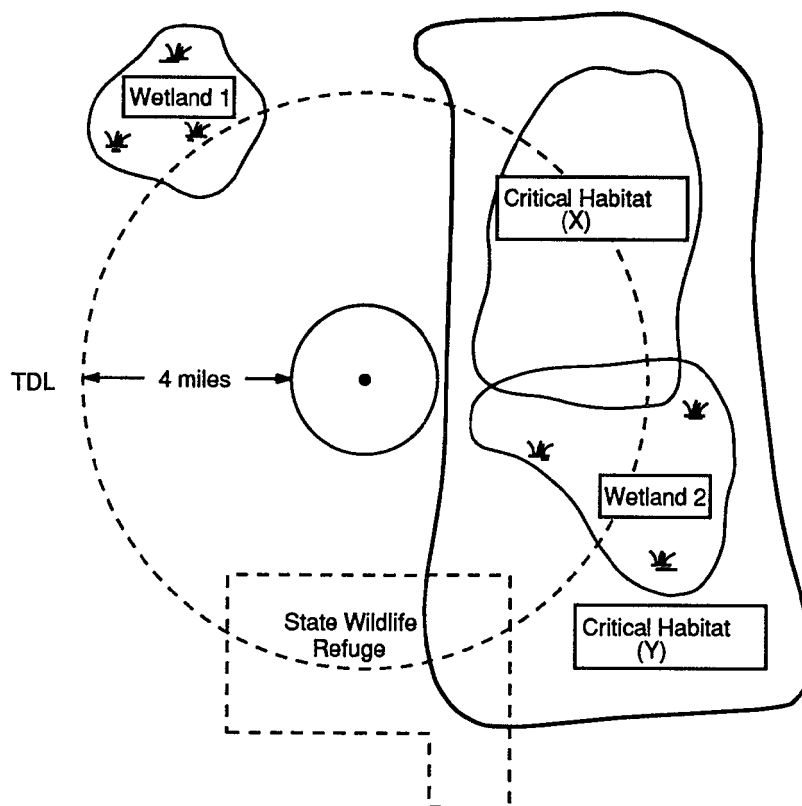 Wetland 1
Critical Habitat
(X)
TDL
4 miles
Wetland 2
State Wildlife
Refuge
Critical Habitat
(Y)